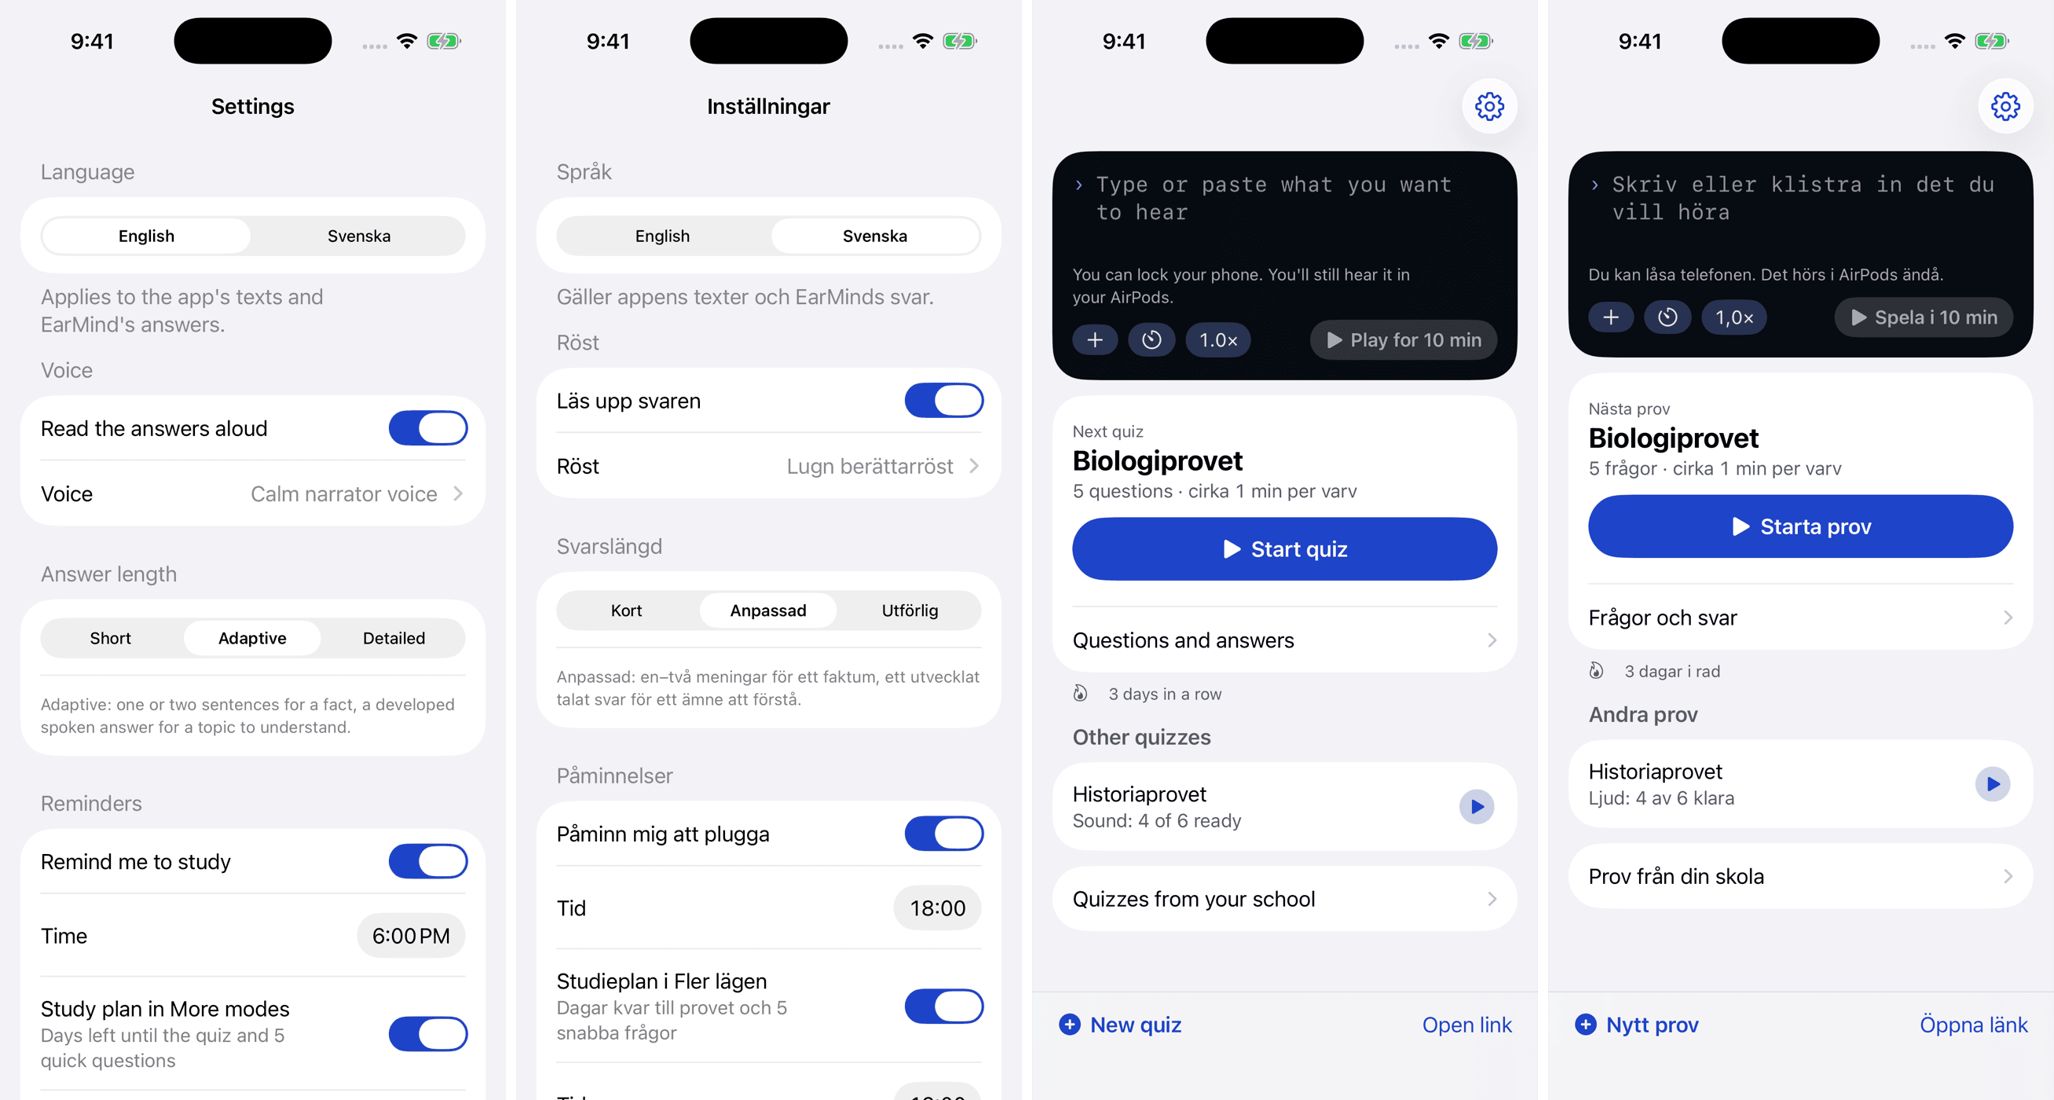 9:41
Settings
Language
English
Svenska
Applies to the app's texts and
EarMind's answers.
Voice
Read the answers aloud
Voice
Calm narrator voice
Answer length
Short
Adaptive
Detailed
Adaptive: one or two sentences for a fact, a developed
spoken answer for a topic to understand.
Reminders
Remind me to study
Time
6:00 PM
Study plan in More modes
Days left until the quiz and 5
quick questions
9:41
Inställningar
Språk
English
Svenska
Gäller appens texter och EarMinds svar.
Röst
Läs upp svaren
Röst
Lugn berättarröst
Svarslängd
Kort
Anpassad
Utförlig
Anpassad: en–två meningar för ett faktum, ett utvecklat
talat svar för ett ämne att förstå.
Påminnelser
Påminn mig att plugga
Tid
18:00
Studieplan i Fler lägen
Dagar kvar till provet och 5
snabba frågor
9:41
› Type or paste what you want
to hear
You can lock your phone. You'll still hear it in
your AirPods.
1.0×
Play for 10 min
Next quiz
Biologiprovet
5 questions · cirka 1 min per varv
Start quiz
Questions and answers
3 days in a row
Other quizzes
Historiaprovet
Sound: 4 of 6 ready
Quizzes from your school
New quiz
Open link
9:41
› Skriv eller klistra in det du
vill höra
Du kan låsa telefonen. Det hörs i AirPods ändå.
1,0×
Spela i 10 min
Nästa prov
Biologiprovet
5 frågor · cirka 1 min per varv
Starta prov
Frågor och svar
3 dagar i rad
Andra prov
Historiaprovet
Ljud: 4 av 6 klara
Prov från din skola
Nytt prov
Öppna länk